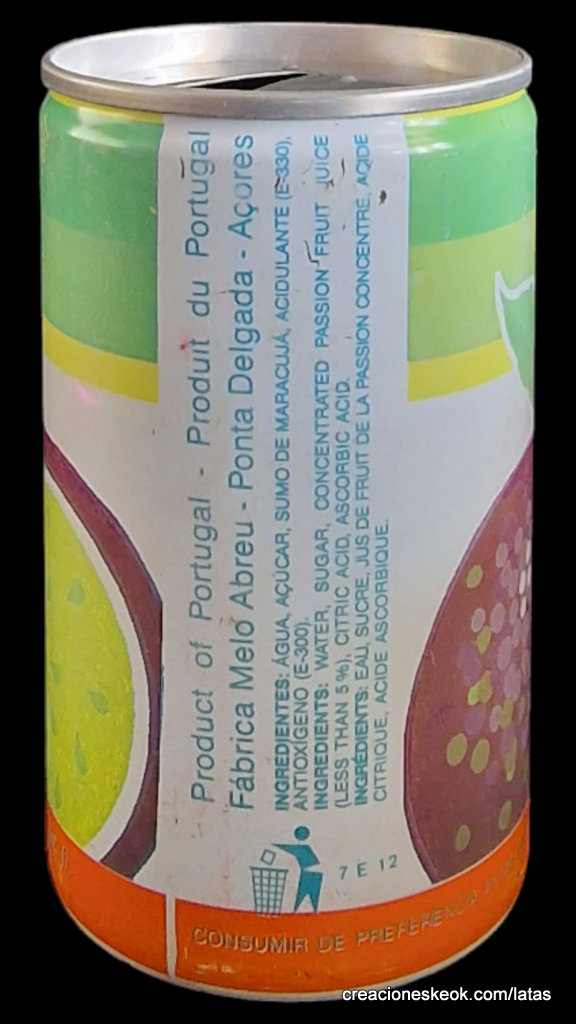 Product of Portugal - Produit du Portugal
Fábrica Melo Abreu - Ponta Delgada - Açores
INGREDIENTES: ÁGUA, AÇÚCAR, SUMO DE MARACUJÁ, ACIDULANTE (E-330),
ANTIOXÍGENO (E-300).
INGREDIENTS: WATER, SUGAR, CONCENTRATED PASSION FRUIT JUICE
(LESS THAN 5%), CITRIC ACID, ASCORBIC ACID.
INGRÉDIENTS: EAU, SUCRE, JUS DE FRUIT DE LA PASSION CONCENTRÉ, ACIDE
CITRIQUE, ACIDE ASCORBIQUE.
7 E 12
CONSUMIR DE PREFERÊNCIA
creacioneskeok.com/latas